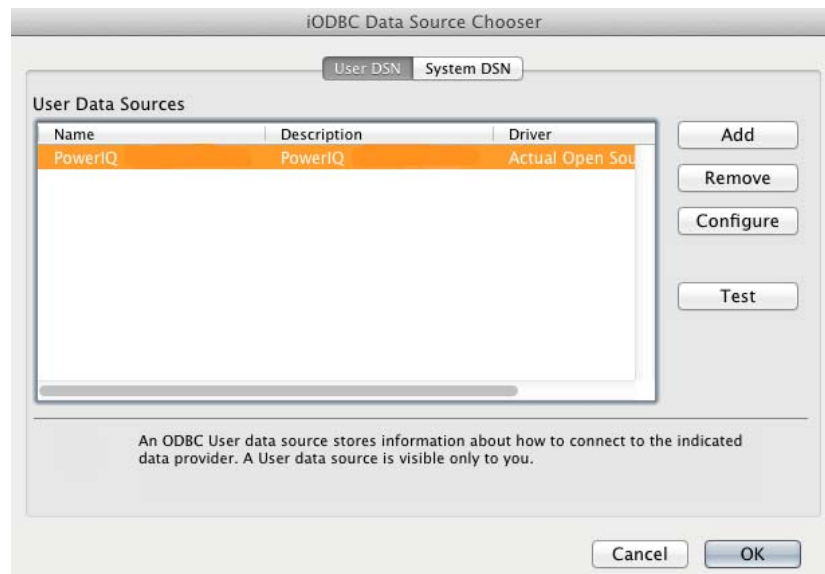 iODBC Data Source Chooser
User DSN System DSN
User Data Sources
Name Description Driver
PowerIQ PowerIQ Actual Open Sou
Add
Remove
Configure
Test
An ODBC User data source stores information about how to connect to the indicated
data provider. A User data source is visible only to you.
Cancel OK